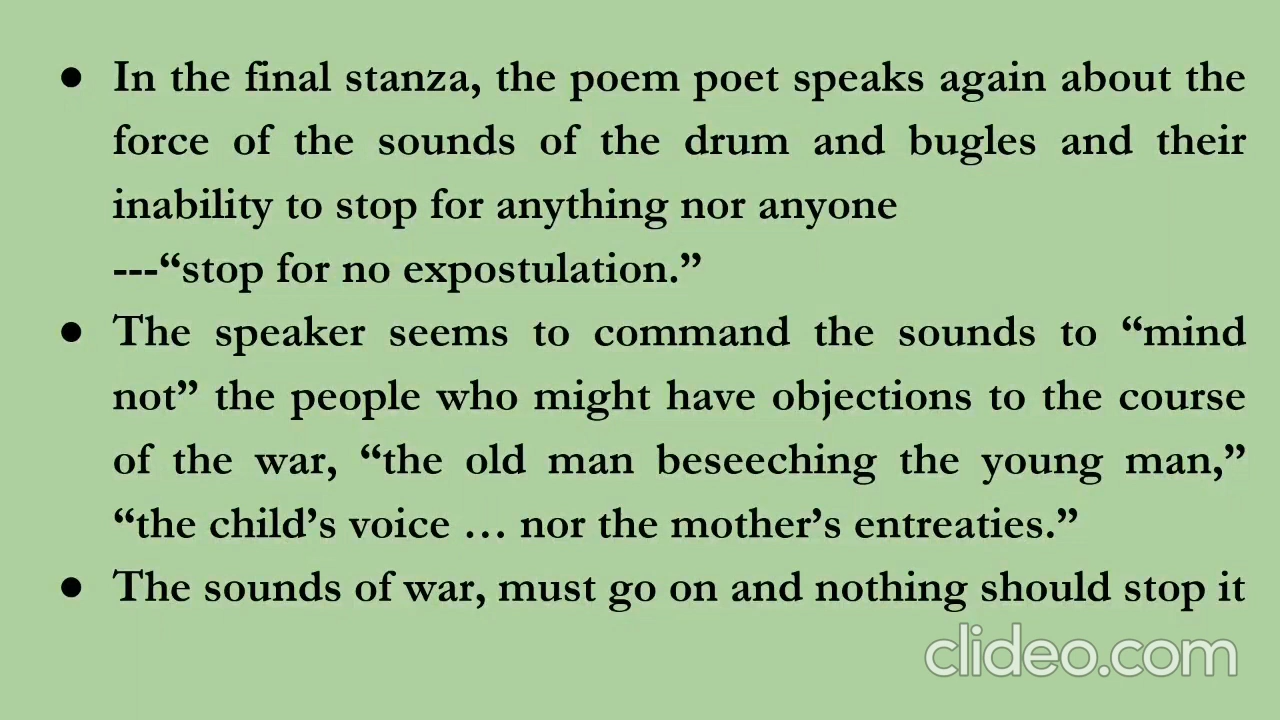 ● In the final stanza, the poem poet speaks again about the
force of the sounds of the drum and bugles and their
inability to stop for anything nor anyone
---“stop for no expostulation.”
● The speaker seems to command the sounds to “mind
not” the people who might have objections to the course
of the war, “the old man beseeching the young man,”
“the child’s voice … nor the mother’s entreaties.”
● The sounds of war, must go on and nothing should stop it
clideo.com